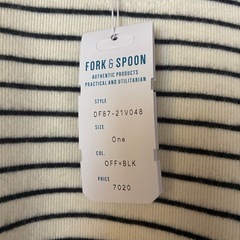 FORK & SPOON
AUTHENTIC PRODUCTS
PRACTICAL AND UTILITARIAN
STYLE
DF87-21V048
SIZE
One
COL.
OFF×BLK
PRICE
7020